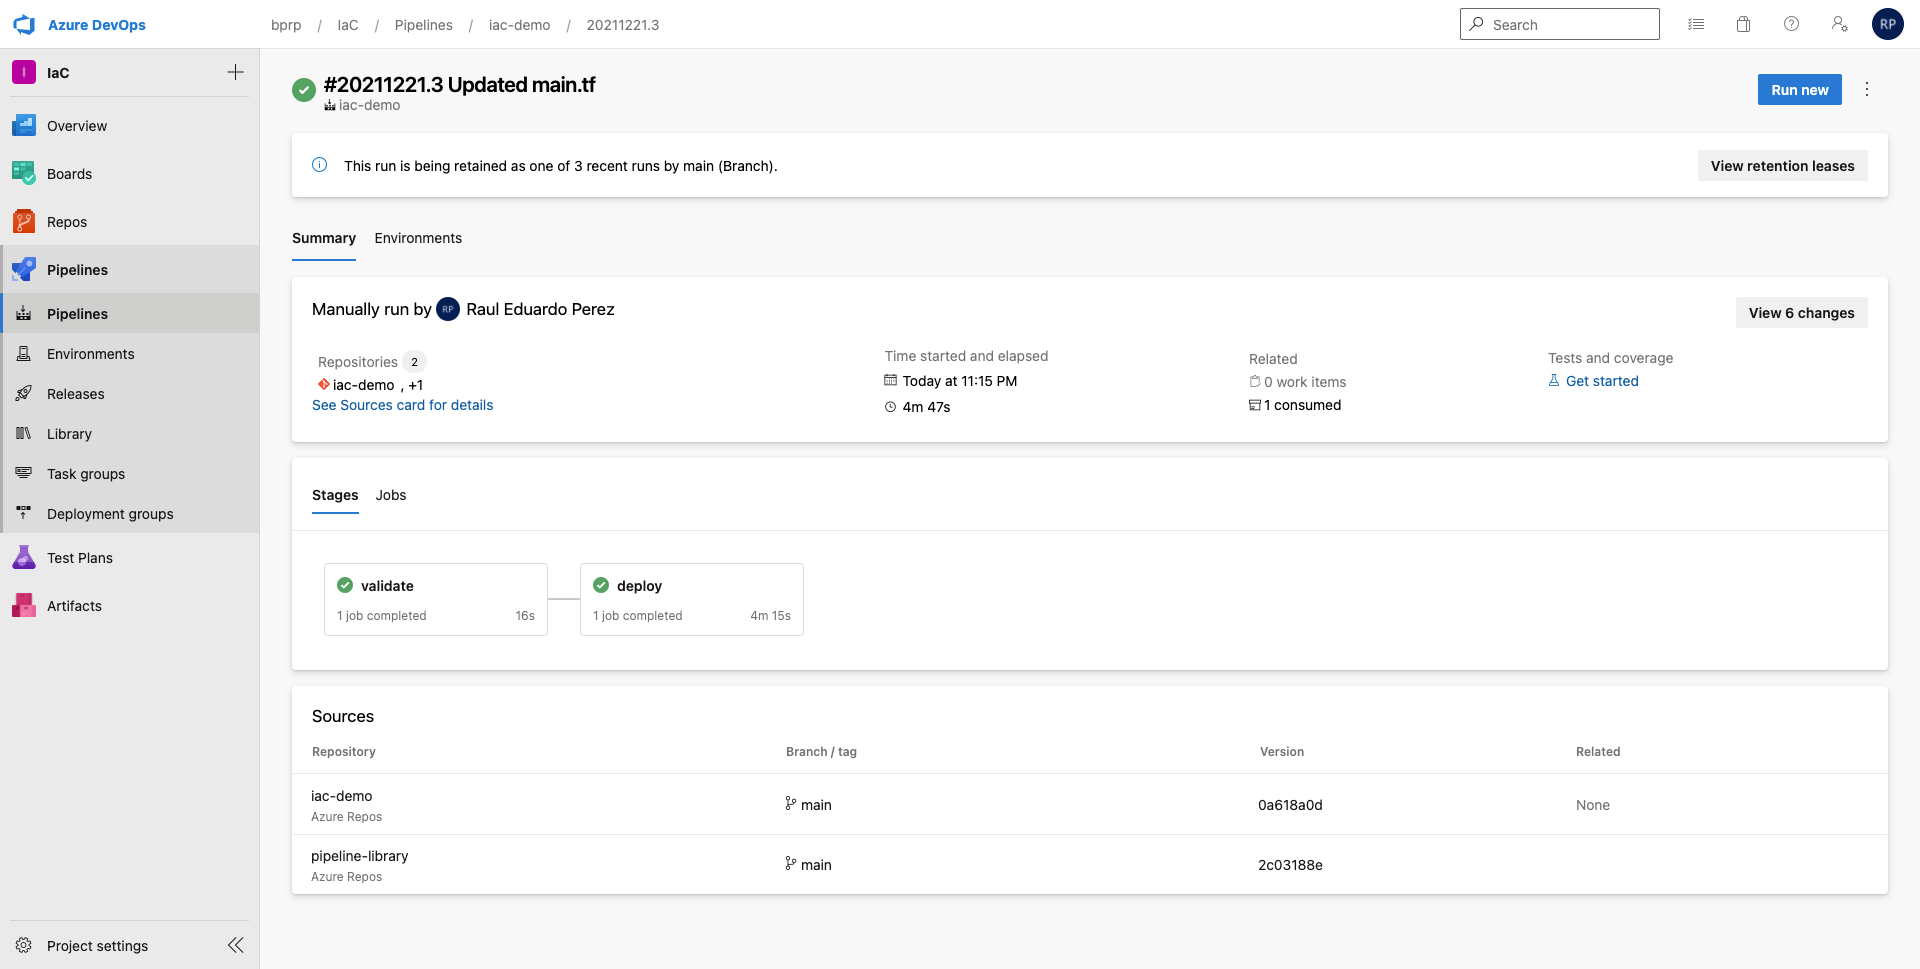 Azure DevOps
bprp / IaC / Pipelines / iac-demo / 20211221.3
Search
RP
I IaC
Overview
Boards
Repos
Pipelines
Pipelines
Environments
Releases
Library
Task groups
Deployment groups
Test Plans
Artifacts
Project settings
#20211221.3 Updated main.tf
iac-demo
Run new
This run is being retained as one of 3 recent runs by main (Branch).
View retention leases
Summary Environments
Manually run by RP Raul Eduardo Perez
View 6 changes
Repositories 2
iac-demo , +1
See Sources card for details
Time started and elapsed
Today at 11:15 PM
4m 47s
Related
0 work items
1 consumed
Tests and coverage
Get started
Stages Jobs
validate
1 job completed 16s
deploy
1 job completed 4m 15s
Sources
Repository Branch / tag Version Related
iac-demo
Azure Repos
main 0a618a0d None
pipeline-library
Azure Repos
main 2c03188e